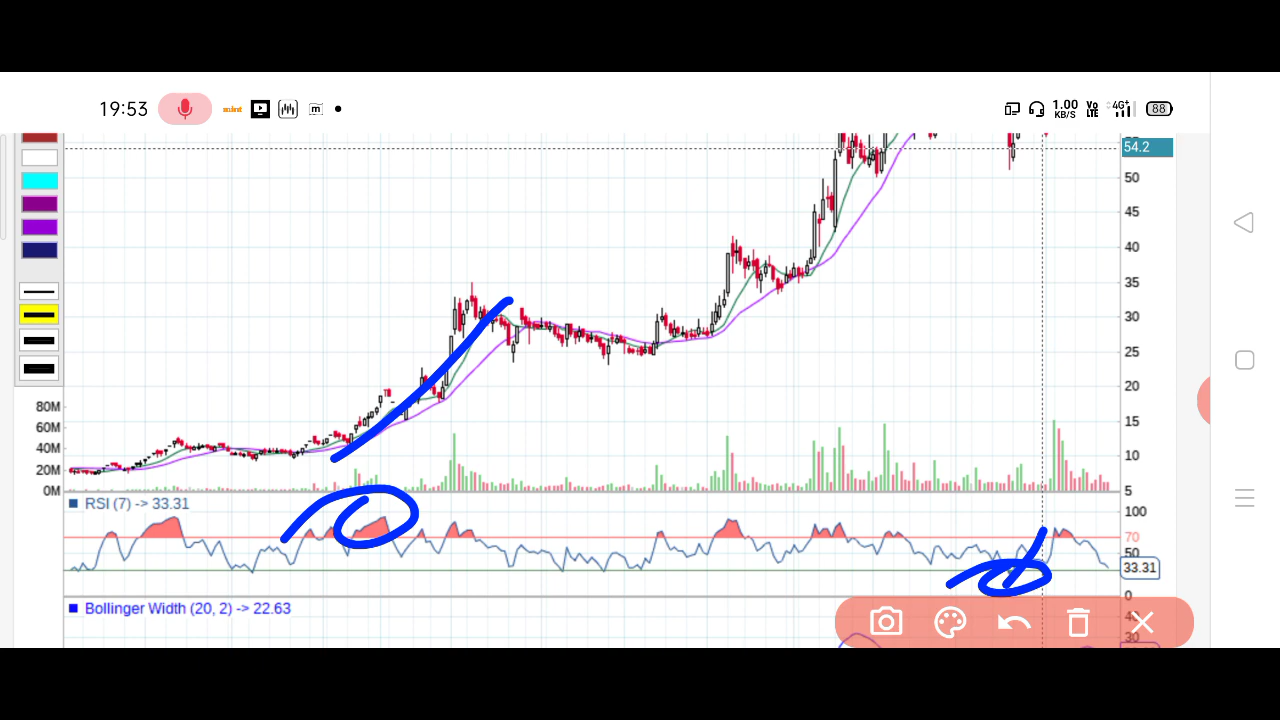 19:53 mint m 1.00 KB/S Vo LTE 4G+ 88
54.2
50
45
40
35
30
25
20
15
10
5
80M
60M
40M
20M
0M
RSI (7) -> 33.31
100
70
50
33.31
0
Bollinger Width (20, 2) -> 22.63
30